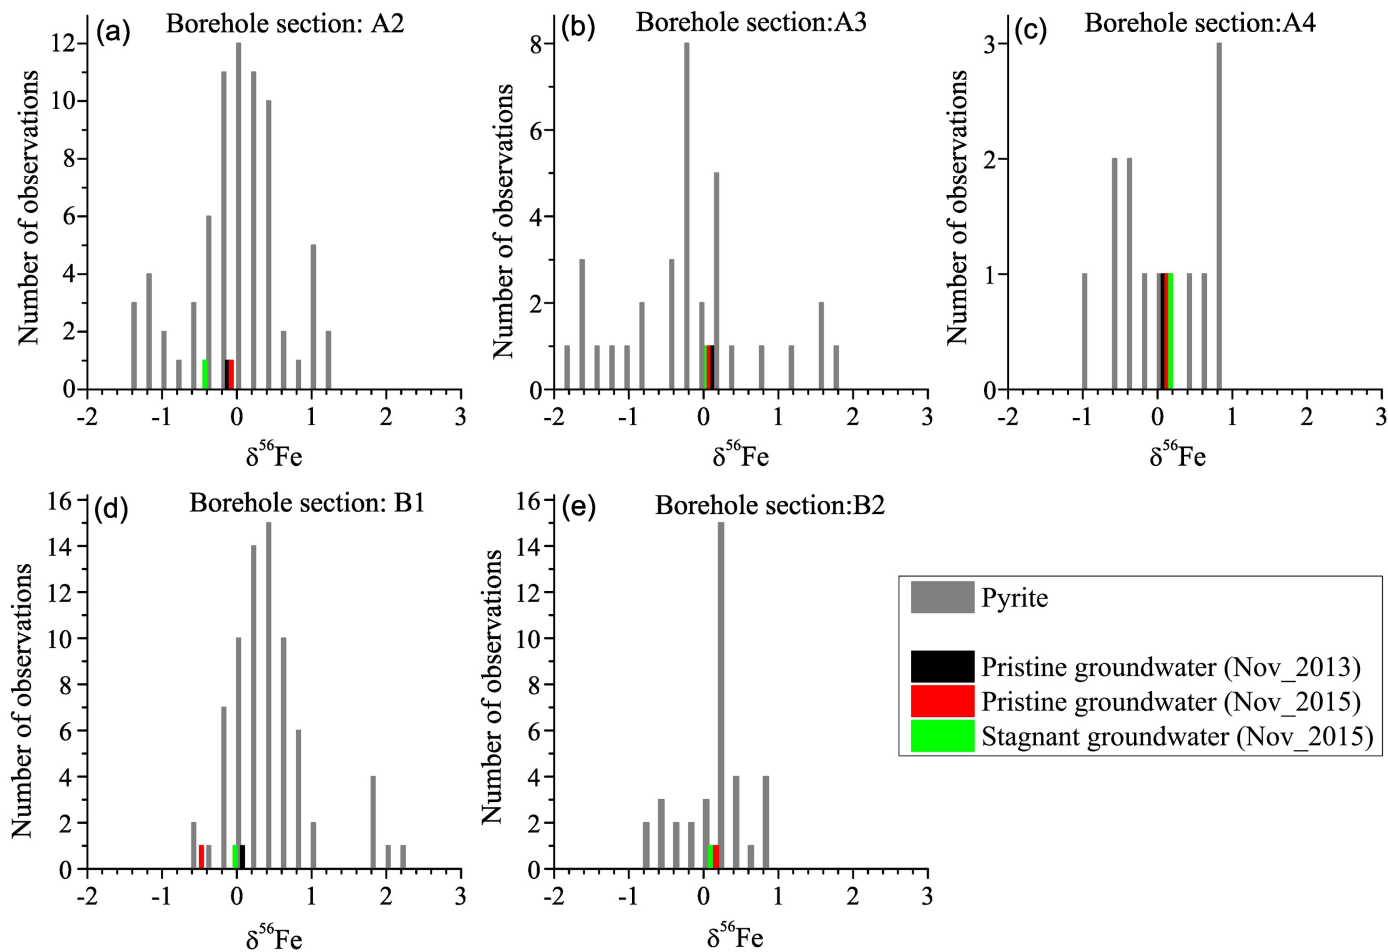 (a) Borehole section: A2
12
10
8
6
4
2
0
Number of observations
-2 -1 0 1 2 3
δ56Fe
(b) Borehole section:A3
8
6
4
2
0
Number of observations
-2 -1 0 1 2 3
δ56Fe
(c) Borehole section:A4
3
2
1
0
Number of observations
-2 -1 0 1 2 3
δ56Fe
(d) Borehole section: B1
16
14
12
10
8
6
4
2
0
Number of observations
-2 -1 0 1 2 3
δ56Fe
(e) Borehole section:B2
16
14
12
10
8
6
4
2
0
Number of observations
-2 -1 0 1 2 3
δ56Fe
Pyrite
Pristine groundwater (Nov_2013)
Pristine groundwater (Nov_2015)
Stagnant groundwater (Nov_2015)